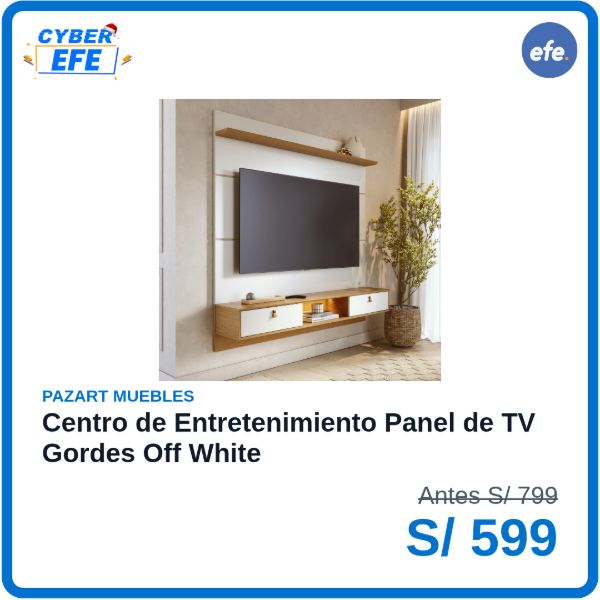 CYBER
EFE
efe.
PAZART MUEBLES
Centro de Entretenimiento Panel de TV
Gordes Off White
Antes S/ 799
S/ 599